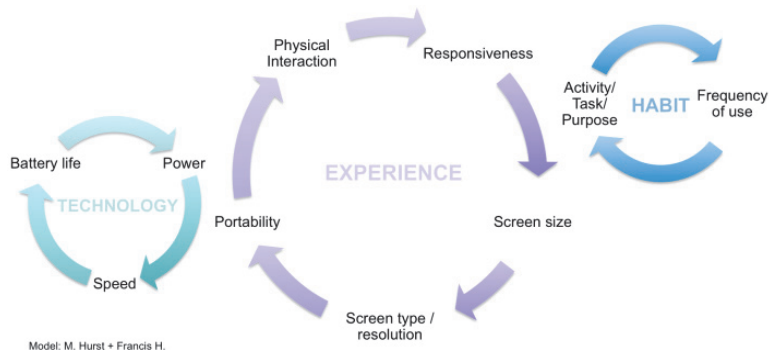 Battery life
Power
Speed
TECHNOLOGY
Physical
Interaction
Responsiveness
Screen size
Screen type /
resolution
Portability
EXPERIENCE
Activity/
Task/
Purpose
HABIT
Frequency
of use
Model: M. Hurst + Francis H.